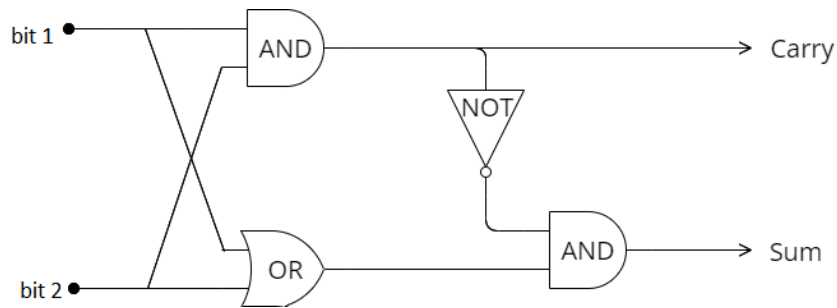 bit 1
AND
Carry
NOT
AND
Sum
OR
bit 2